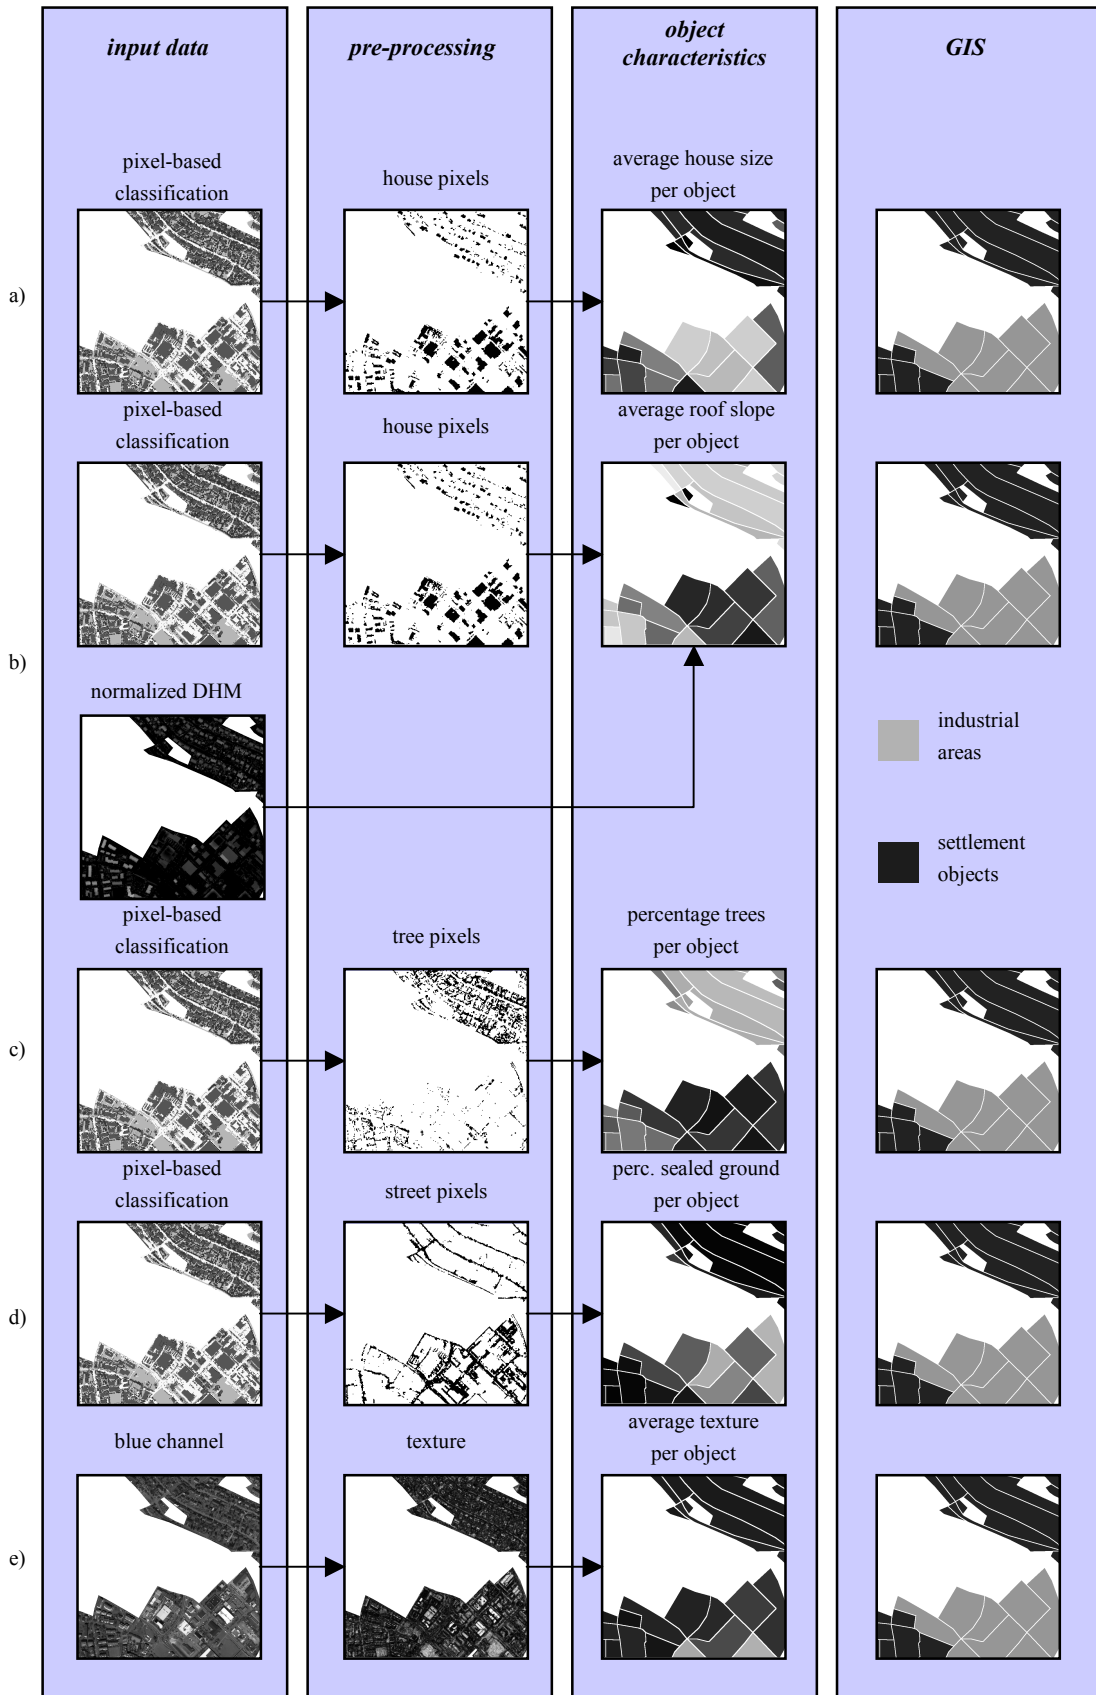 input data
pre-processing
object
characteristics
GIS
a)
pixel-based
classification
house pixels
average house size
per object
b)
pixel-based
classification
house pixels
average roof slope
per object
normalized DHM
industrial
areas
settlement
objects
c)
pixel-based
classification
tree pixels
percentage trees
per object
d)
pixel-based
classification
street pixels
perc. sealed ground
per object
e)
blue channel
texture
average texture
per object